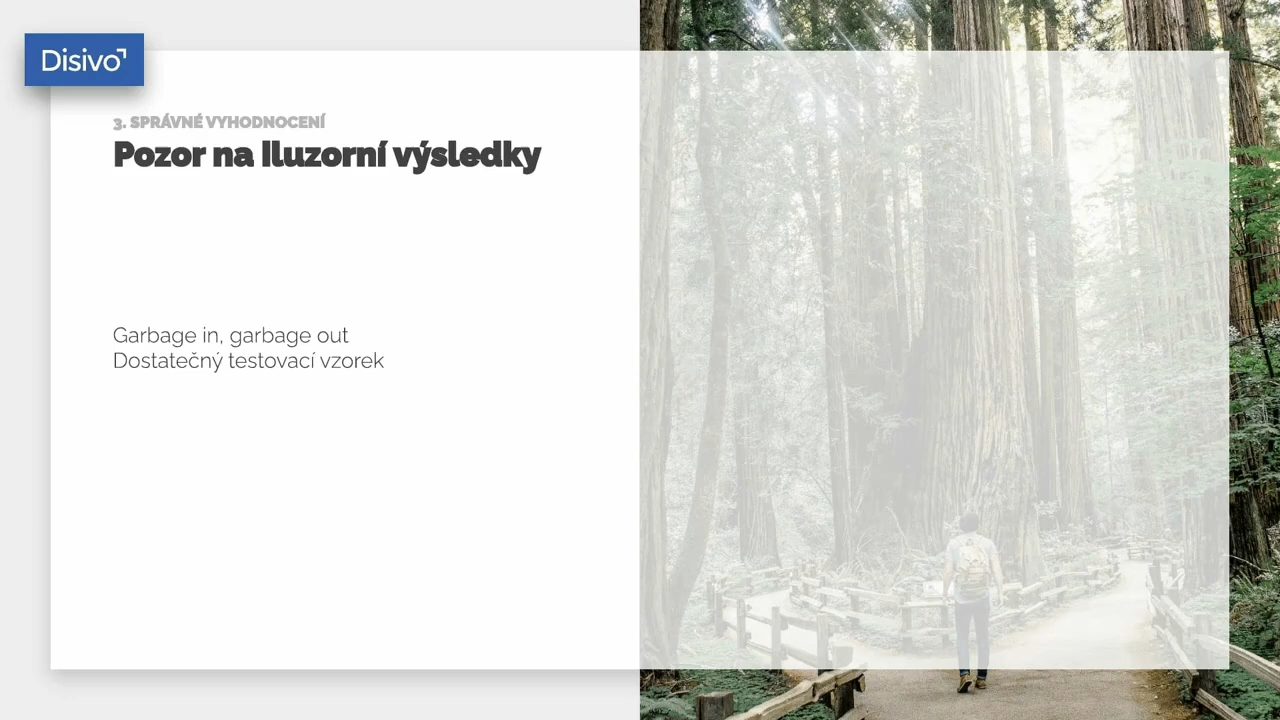 Disivo
3. SPRÁVNÉ VYHODNOCENÍ
Pozor na Iluzorní výsledky
Garbage in, garbage out
Dostatečný testovací vzorek